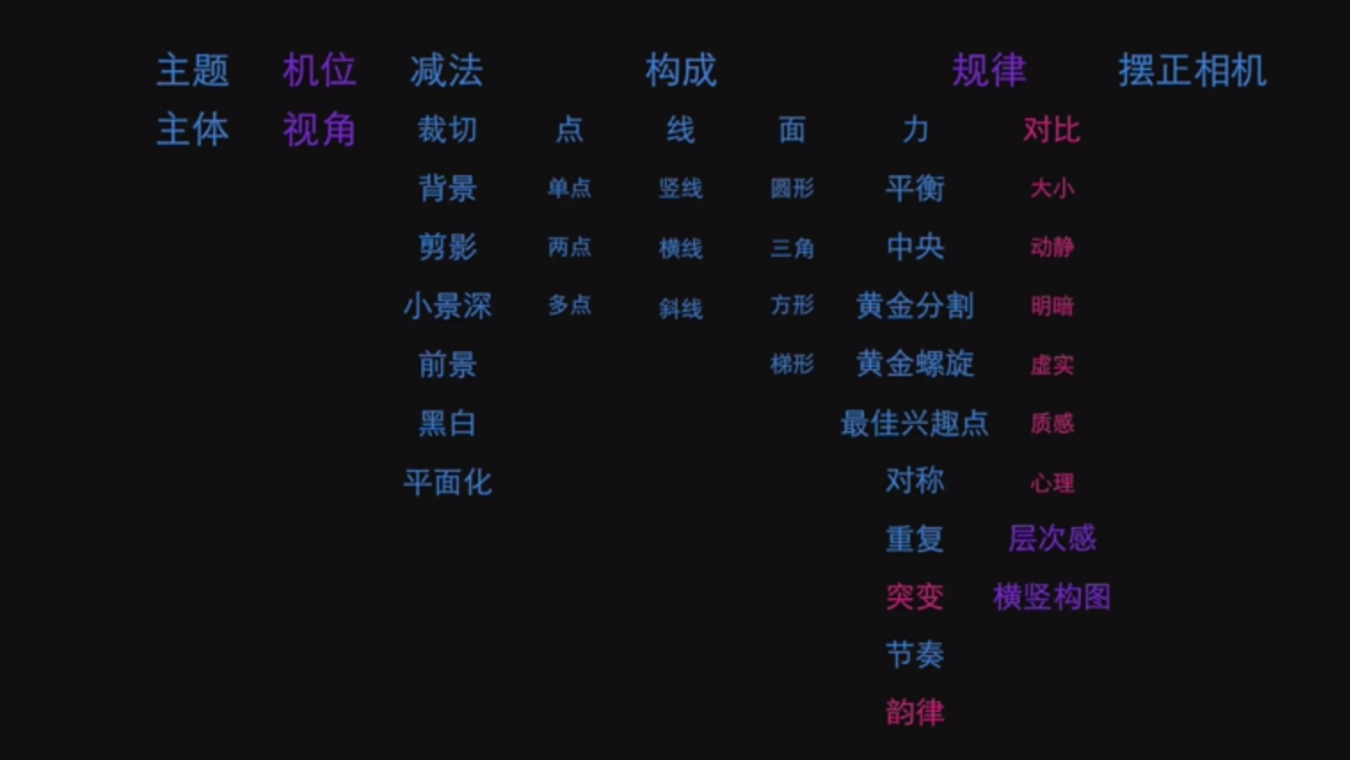 主题 机位 减法 构成 规律 摆正相机
主体 视角 裁切 点 线 面 力 对比
背景 单点 竖线 圆形 平衡 大小
剪影 两点 横线 三角 中央 动静
小景深 多点 斜线 方形 黄金分割 明暗
前景 梯形 黄金螺旋 虚实
黑白 最佳兴趣点 质感
平面化 对称 心理
重复 层次感
突变 横竖构图
节奏
韵律